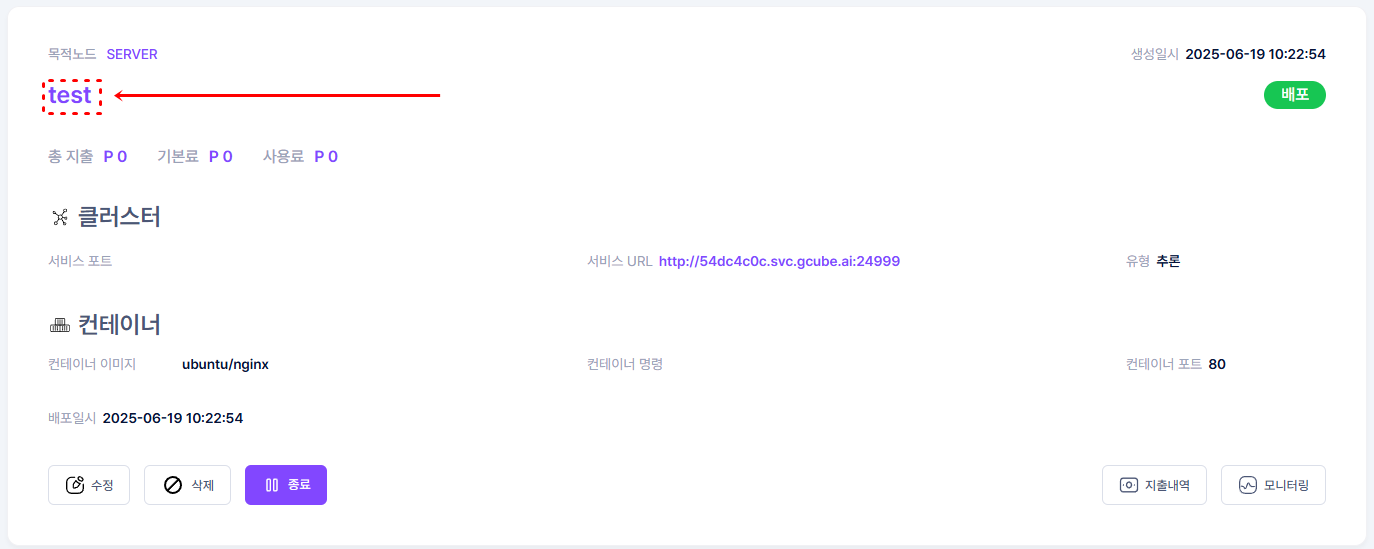 목적노드 SERVER 생성일시 2025-06-19 10:22:54
test 배포
총 지출 P 0 기본료 P 0 사용료 P 0
클러스터
서비스 포트 서비스 URL http://54dc4c0c.svc.gcube.ai:24999 유형 추론
컨테이너
컨테이너 이미지 ubuntu/nginx 컨테이너 명령 컨테이너 포트 80
배포일시 2025-06-19 10:22:54
수정 삭제 종료 지출내역 모니터링